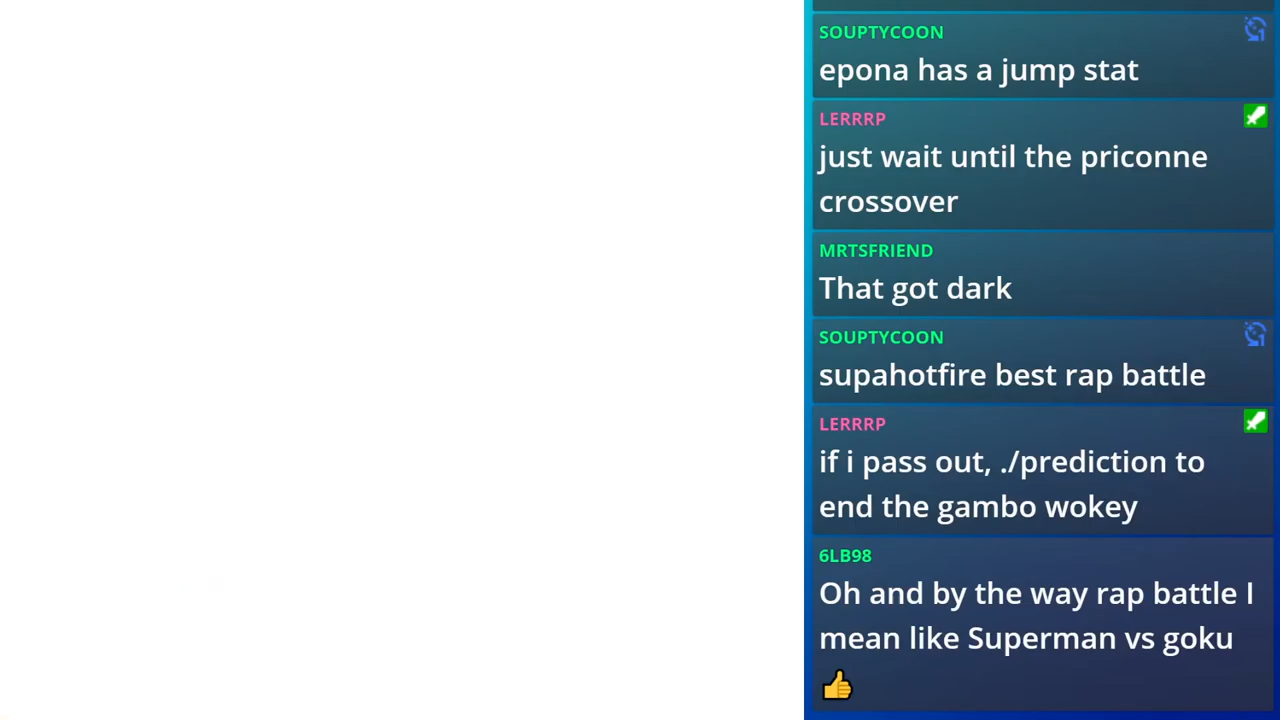 SOUPTYCOON
epona has a jump stat
LERRRP
just wait until the priconne
crossover
MRTSFRIEND
That got dark
SOUPTYCOON
supahotfire best rap battle
LERRRP
if i pass out, ./prediction to
end the gambo wokey
6LB98
Oh and by the way rap battle I
mean like Superman vs goku
👍